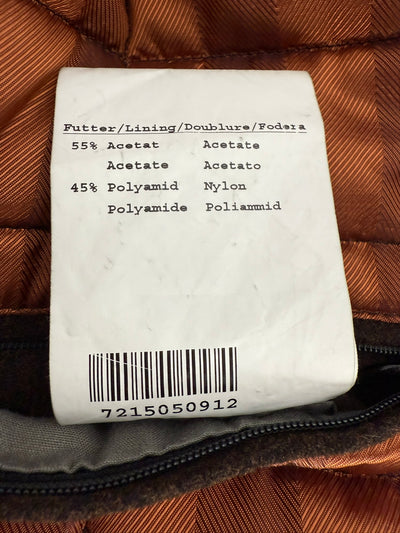 Futter/Lining/Doublure/Fodera
55% Acetat Acetate
Acetate Acetato
45% Polyamid Nylon
Polyamide Poliammid
7215050912